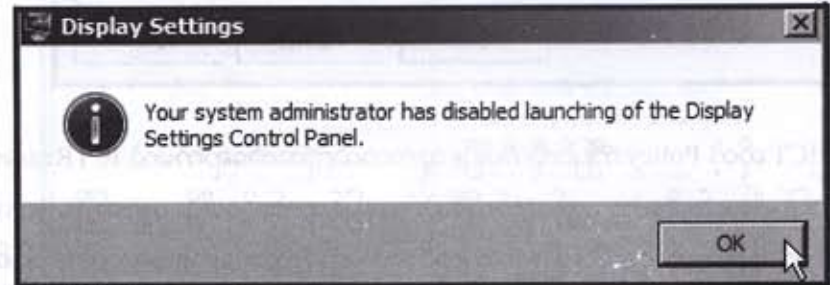 Display Settings
Your system administrator has disabled launching of the Display
Settings Control Panel.
OK